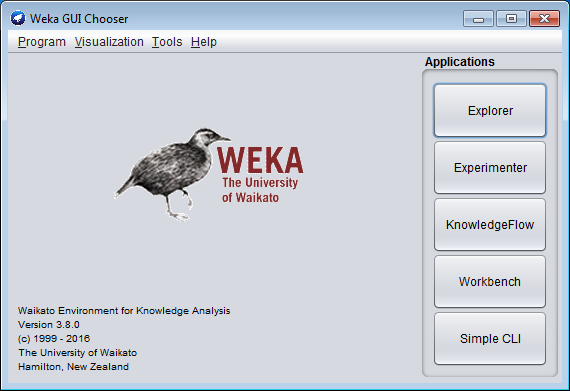 Weka GUI Chooser
Program Visualization Tools Help
Applications
Explorer
Experimenter
KnowledgeFlow
Workbench
Simple CLI
WEKA
The University
of Waikato
Waikato Environment for Knowledge Analysis
Version 3.8.0
(c) 1999 - 2016
The University of Waikato
Hamilton, New Zealand